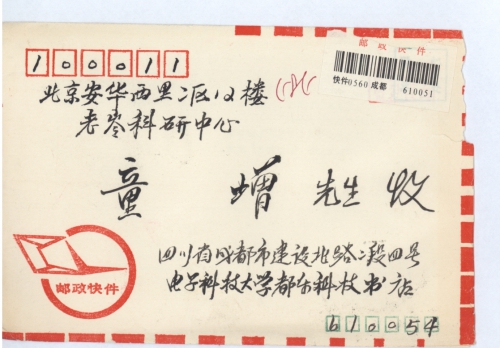 邮政快件
100011
快件0560成都
610051
北京安华西里二区12楼
老龄科研中心
童 增 先生 收
邮政快件
四川省成都市建设北路二段四号
电子科技大学都乐科技书店
610054